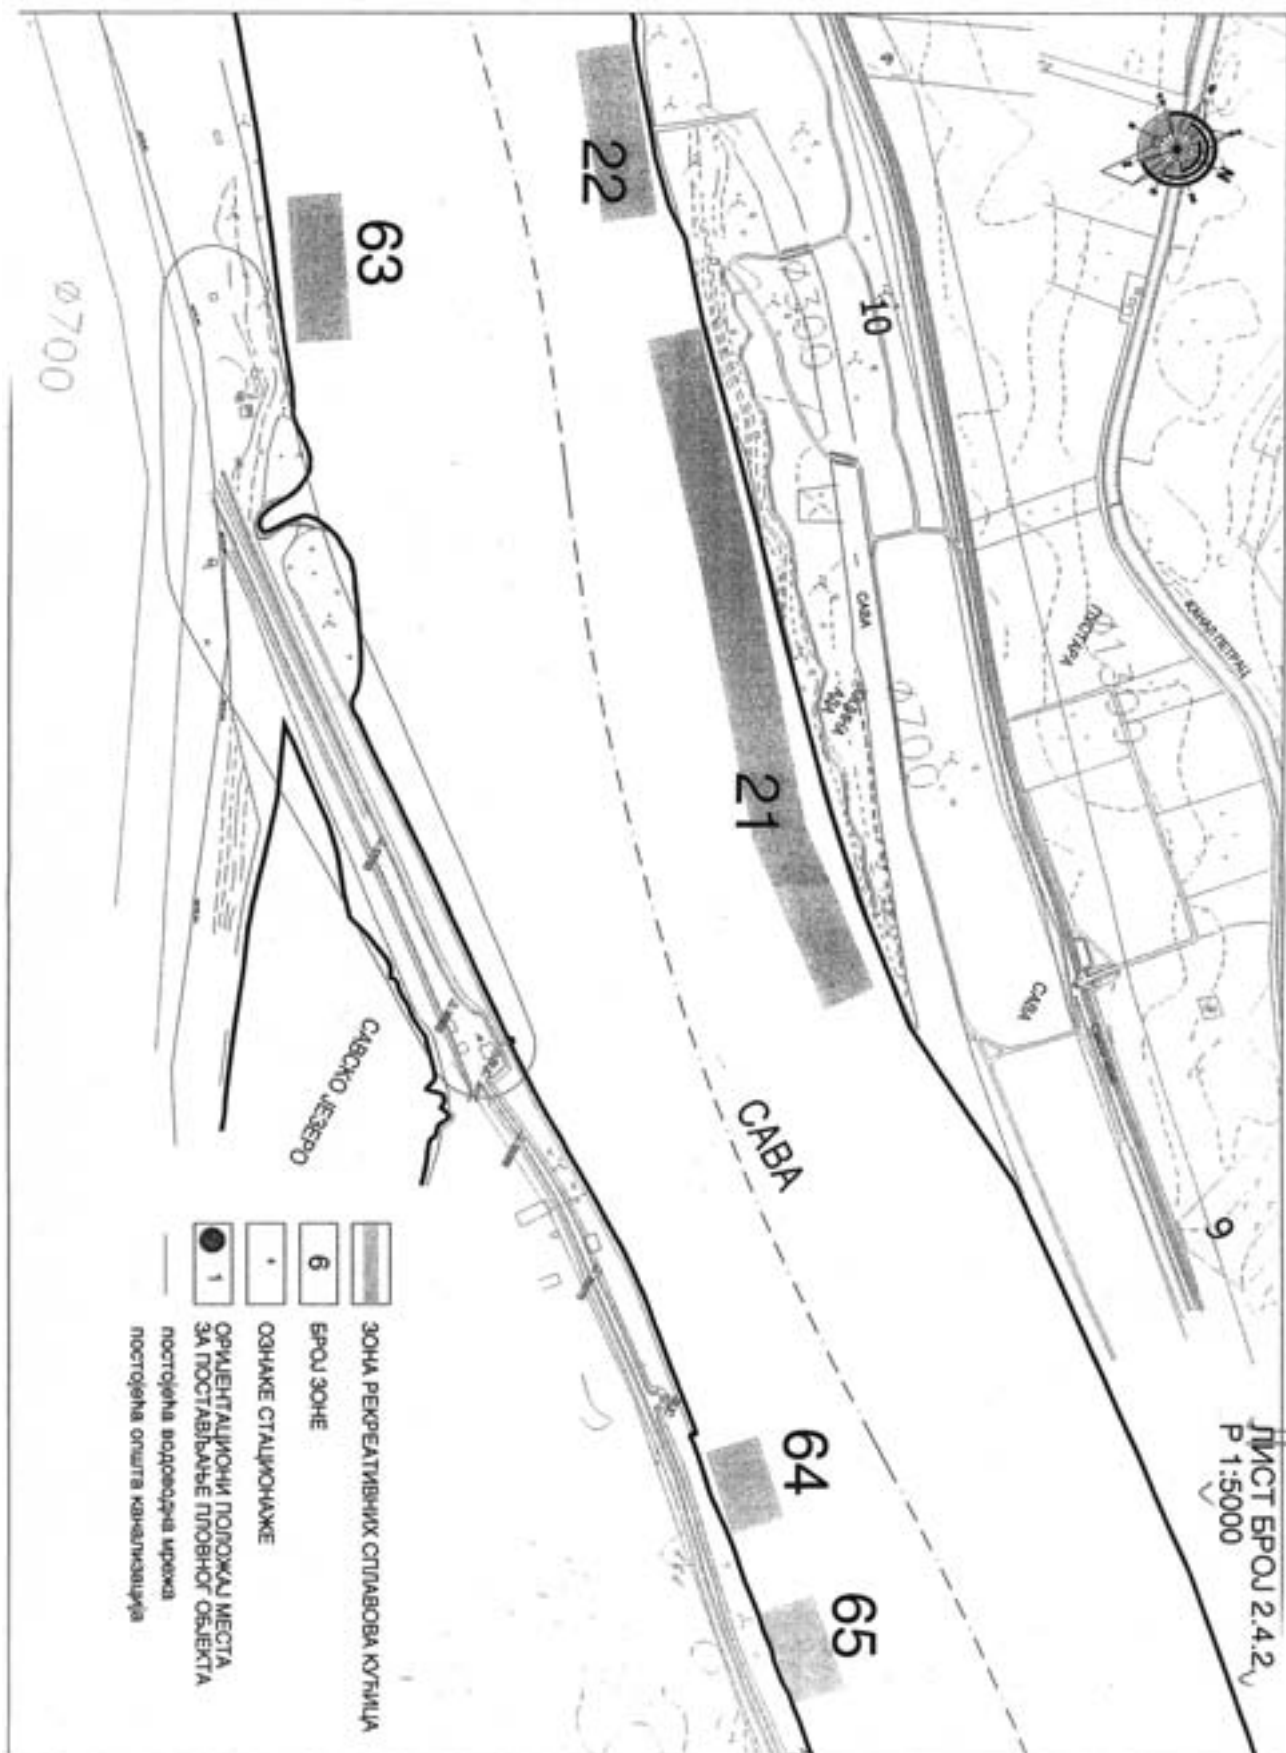 ЛИСТ БРОЈ 2.4.2
Р 1:5000
N
КАНАЛ ПЕТРАЦ
Ø1500
9
10
Ø300
САВА
Ø700
САВА
22
21
САВА
63
64
65
Ø700
САВСКО ЈЕЗЕРО
ЗОНА РЕКРЕАТИВНИХ СПЛАВОВА КУЋИЦА
6
БРОЈ ЗОНЕ
ОЗНАКЕ СТАЦИОНАЖЕ
1
ОРИЈЕНТАЦИОНИ ПОЛОЖАЈ МЕСТА
ЗА ПОСТАВЉАЊЕ ПЛОВНОГ ОБЈЕКТА
постојећа водоводна мрежа
постојећа општа канализација